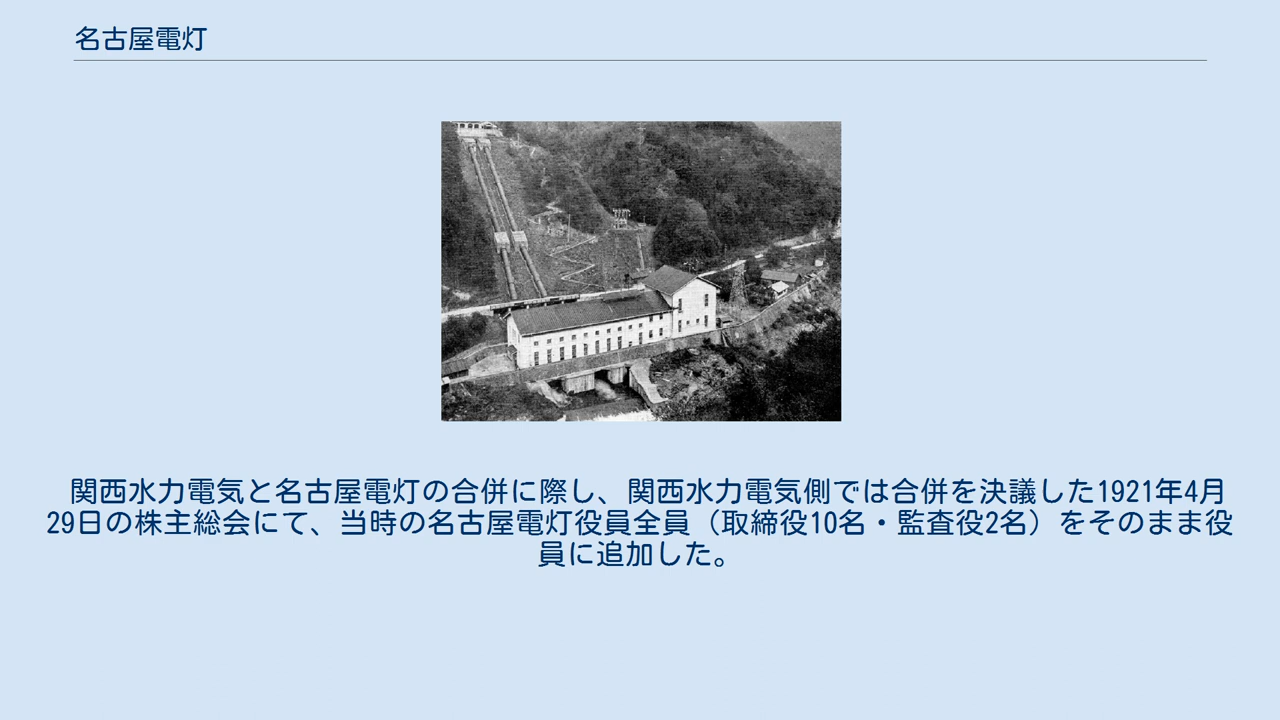 名古屋電灯
関西水力電気と名古屋電灯の合併に際し、関西水力電気側では合併を決議した1921年4月
29日の株主総会にて、当時の名古屋電灯役員全員（取締役10名・監査役2名）をそのまま役
員に追加した。